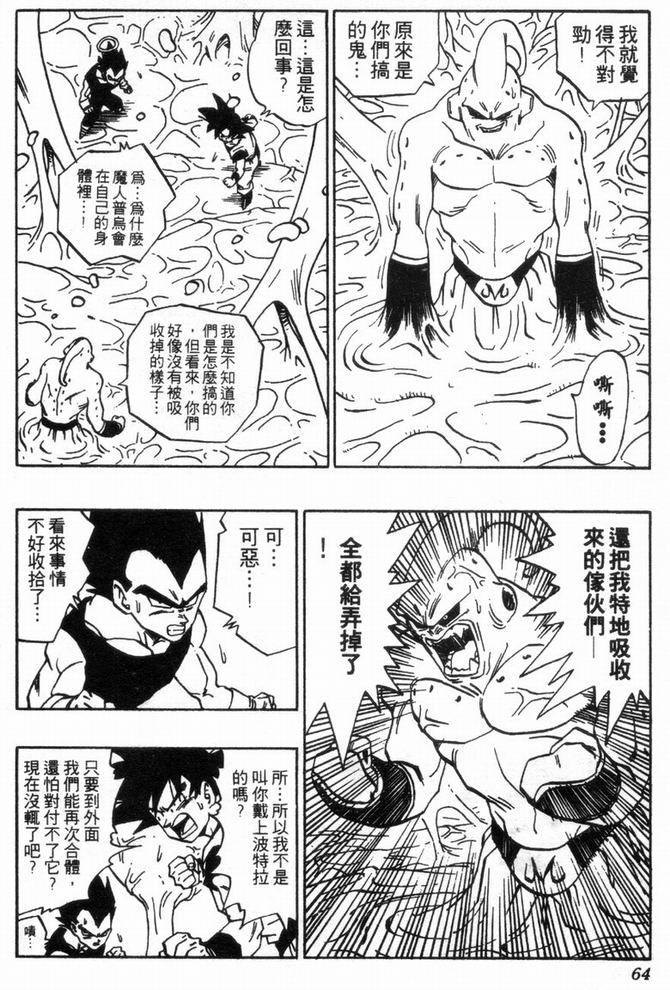 我就覺
得不對
勁！
原來是
你們搞
的鬼…
嘶嘶…
這…這是怎
麼回事？
為…為什麼
魔人普烏會
在自己的身
體裡…！
我是不知道你
們是怎麼搞的
，但看來，你們
好像沒有被吸
收掉的樣子…
還把我特地吸收
來的傢伙們—
全都給弄掉了
！
可…
可惡…！
看來事情
不好收拾了…
所…所以我不是
叫你戴上波特拉
的嗎？
只要到外面
我們能再次合體，
還怕對付不了它？
現在沒輒了吧？
嘖…
64